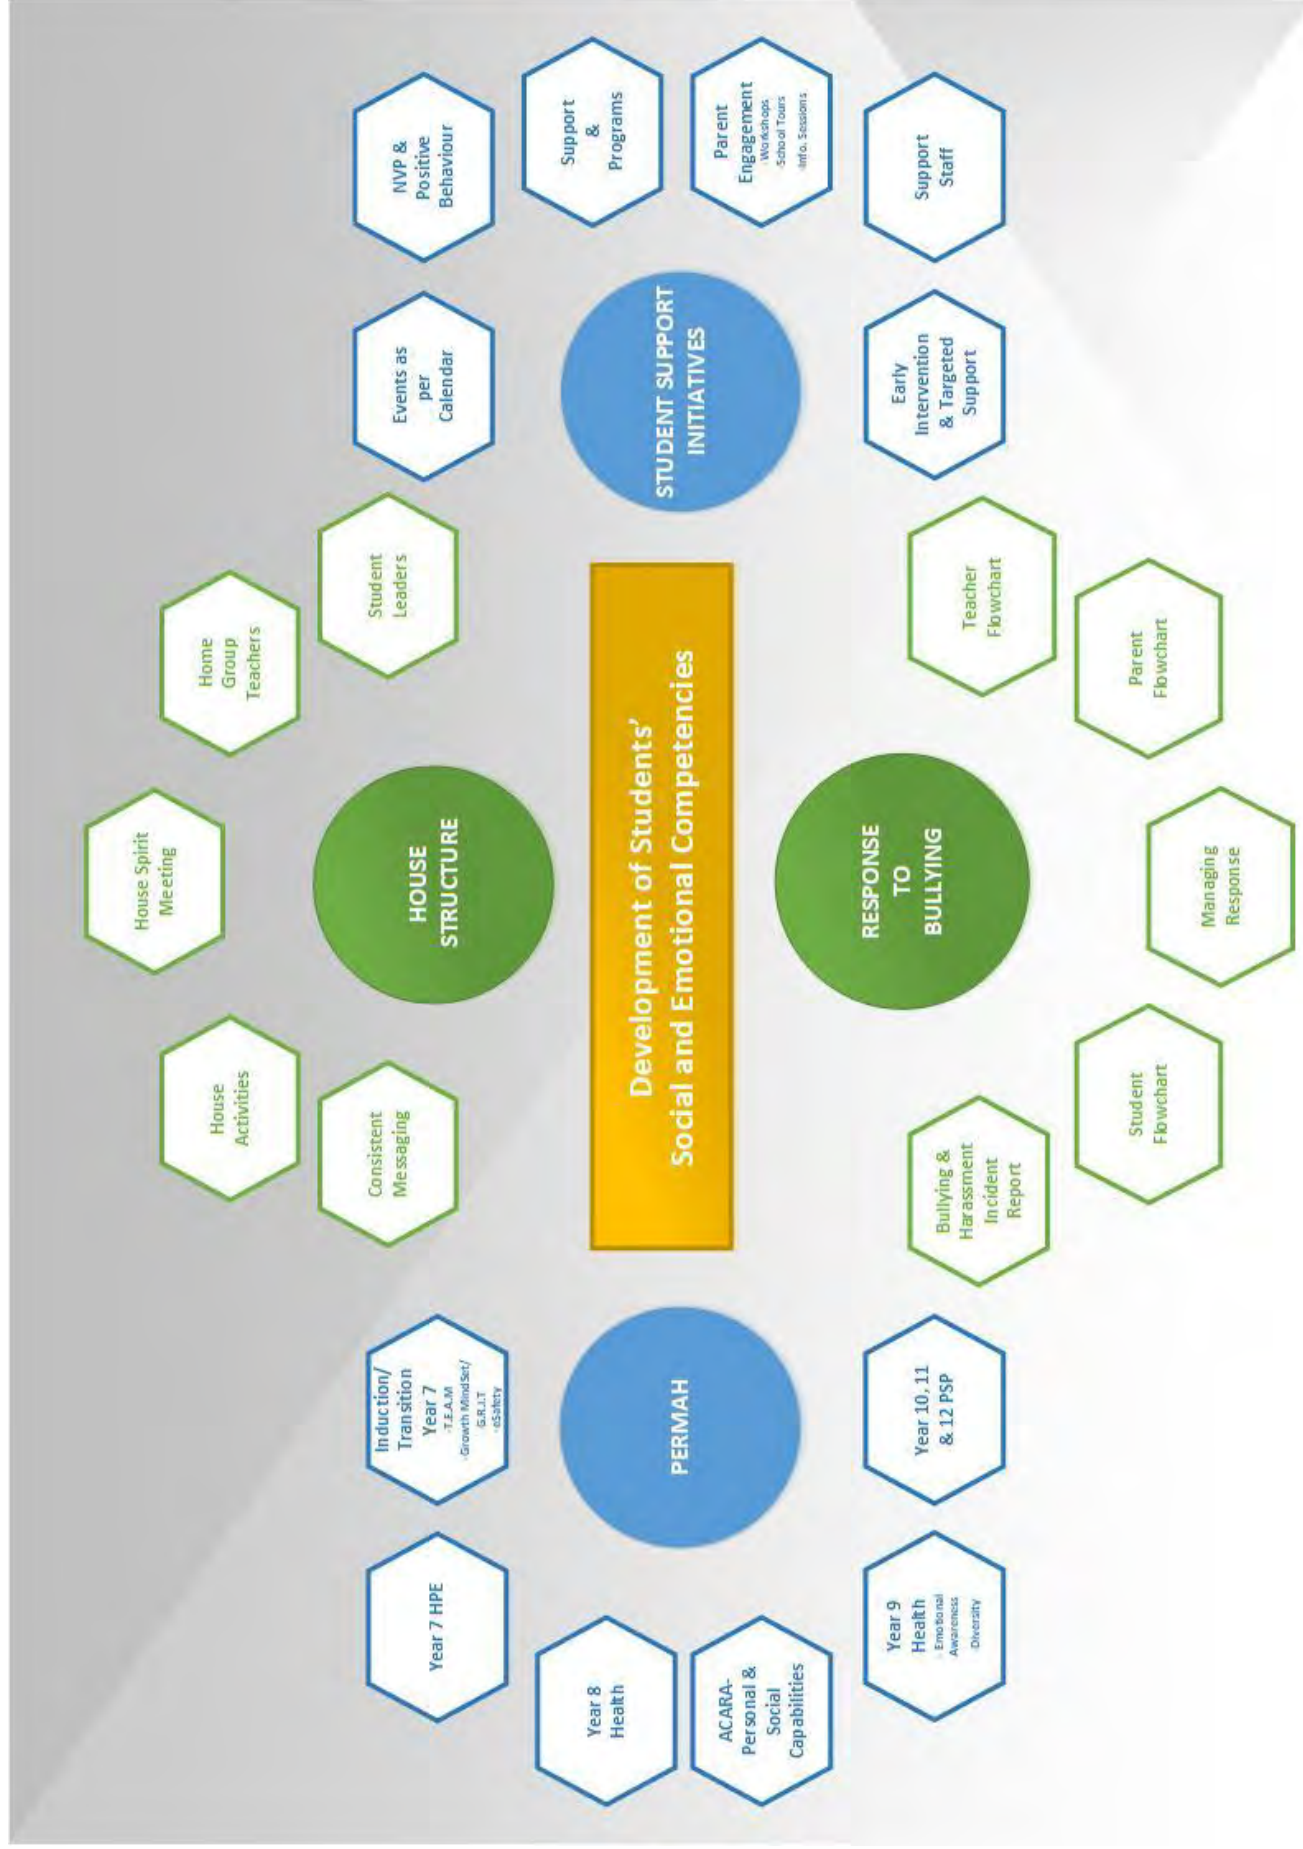 House Spirit
Meeting
House
Activities
Home
Group
Teachers
Consistent
Messaging
Student
Leaders
HOUSE
STRUCTURE
Induction/
Transition
Year 7
-T.E.A.M
-Growth MindSet/
G.R.I.T
-eSafety
Year 7 HPE
Year 8
Health
ACARA-
Personal &
Social
Capabilities
Year 9
Health
- Emotional
Awareness
-Diversity
Year 10, 11
& 12 PSP
PERMAH
Development of Students'
Social and Emotional Competencies
STUDENT SUPPORT
INITIATIVES
Events as
per
Calendar
NVP &
Positive
Behaviour
Support
&
Programs
Parent
Engagement
- Workshops
-School Tours
-Info. Sessions
Support
Staff
Early
Intervention
& Targeted
Support
RESPONSE
TO
BULLYING
Bullying &
Harassment
Incident
Report
Student
Flowchart
Managing
Response
Parent
Flowchart
Teacher
Flowchart